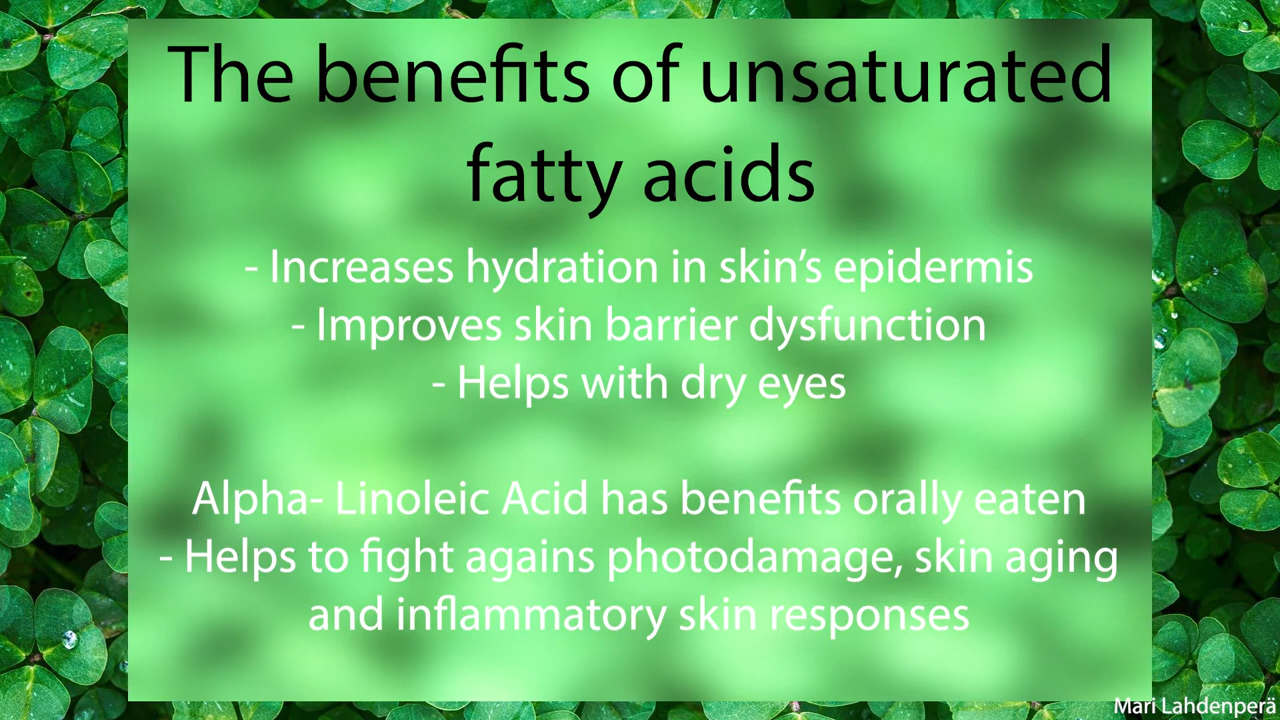 The benefits of unsaturated
fatty acids
- Increases hydration in skin's epidermis
- Improves skin barrier dysfunction
- Helps with dry eyes
Alpha- Linoleic Acid has benefits orally eaten
- Helps to fight agains photodamage, skin aging
and inflammatory skin responses
Mari Lahdenperä